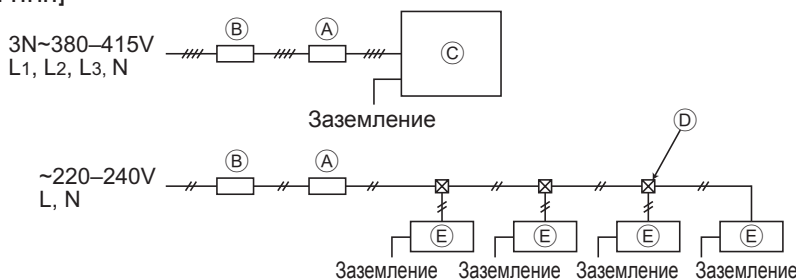 3N~380–415V
L1, L2, L3, N
B A C
Заземление
D
~220–240V
L, N
B A
E E E E
Заземление Заземление Заземление Заземление